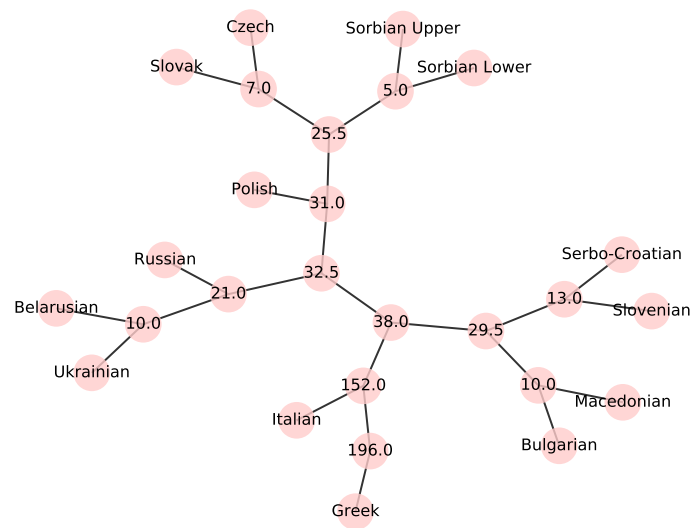 Czech
Sorbian Upper
Slovak
Sorbian Lower
7.0
5.0
25.5
Polish
31.0
Serbo-Croatian
Russian
32.5
21.0
13.0
Belarusian
Slovenian
10.0
38.0
29.5
Ukrainian
152.0
10.0
Macedonian
Italian
Bulgarian
196.0
Greek